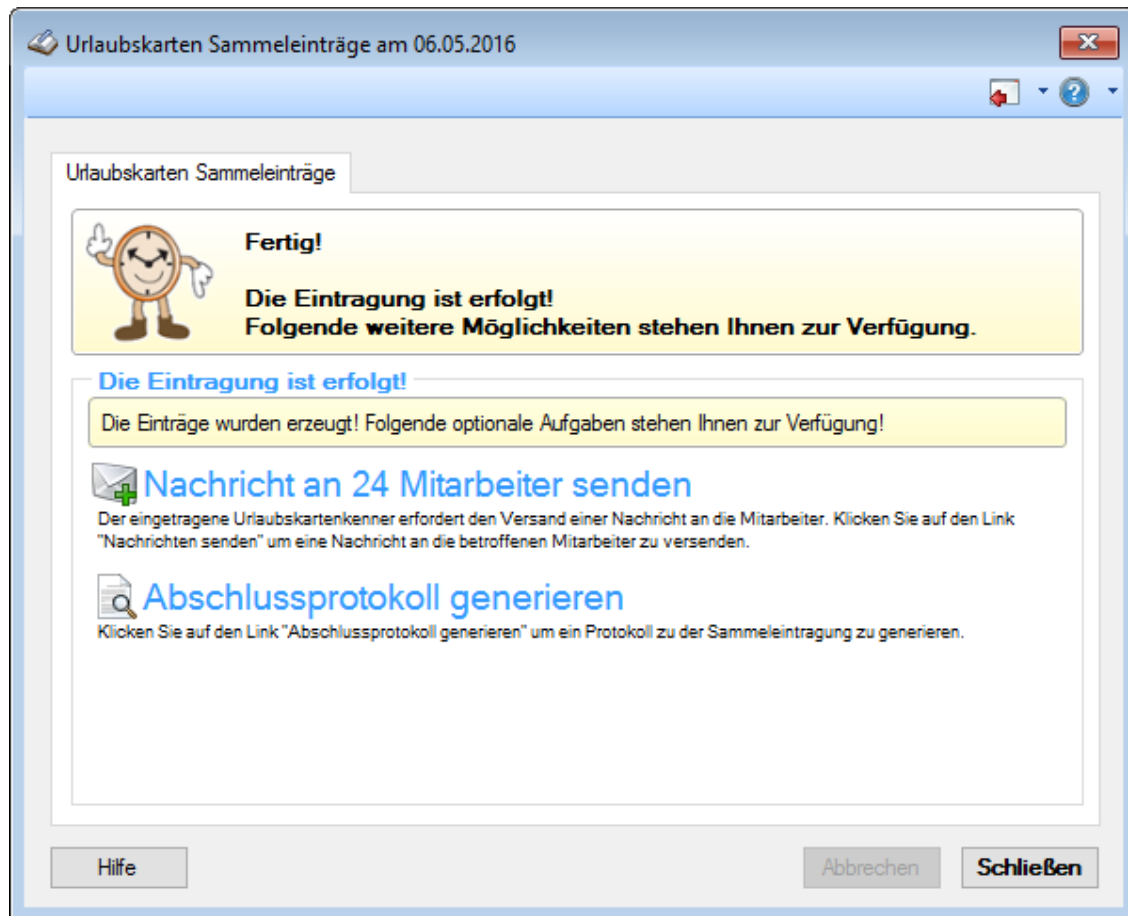 Urlaubskarten Sammeleinträge am 06.05.2016
Urlaubskarten Sammeleinträge
Fertig!
Die Eintragung ist erfolgt!
Folgende weitere Möglichkeiten stehen Ihnen zur Verfügung.
Die Eintragung ist erfolgt!
Die Einträge wurden erzeugt! Folgende optionale Aufgaben stehen Ihnen zur Verfügung!
Nachricht an 24 Mitarbeiter senden
Der eingetragene Urlaubskartenkenner erfordert den Versand einer Nachricht an die Mitarbeiter. Klicken Sie auf den Link
"Nachrichten senden" um eine Nachricht an die betroffenen Mitarbeiter zu versenden.
Abschlussprotokoll generieren
Klicken Sie auf den Link "Abschlussprotokoll generieren" um ein Protokoll zu der Sammeleintragung zu generieren.
Hilfe
Abbrechen
Schließen